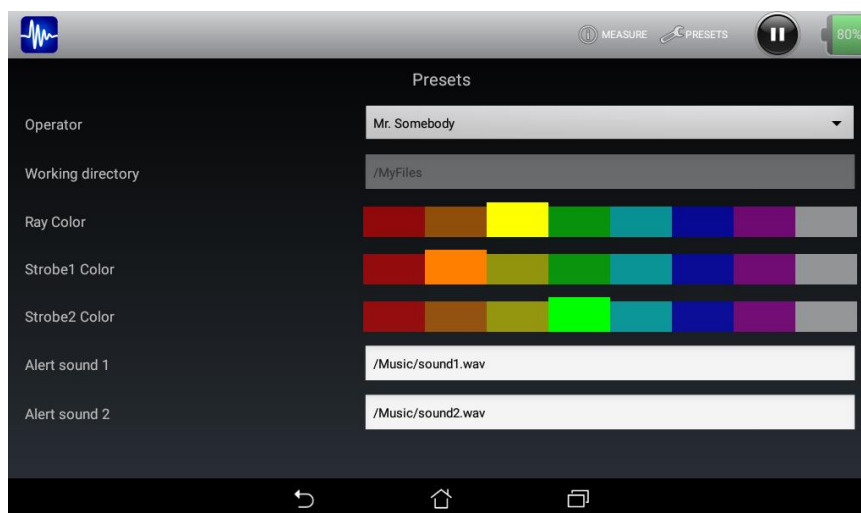 MEASURE PRESETS 80%
Presets
Operator Mr. Somebody
Working directory /MyFiles
Ray Color
Strobe1 Color
Strobe2 Color
Alert sound 1 /Music/sound1.wav
Alert sound 2 /Music/sound2.wav